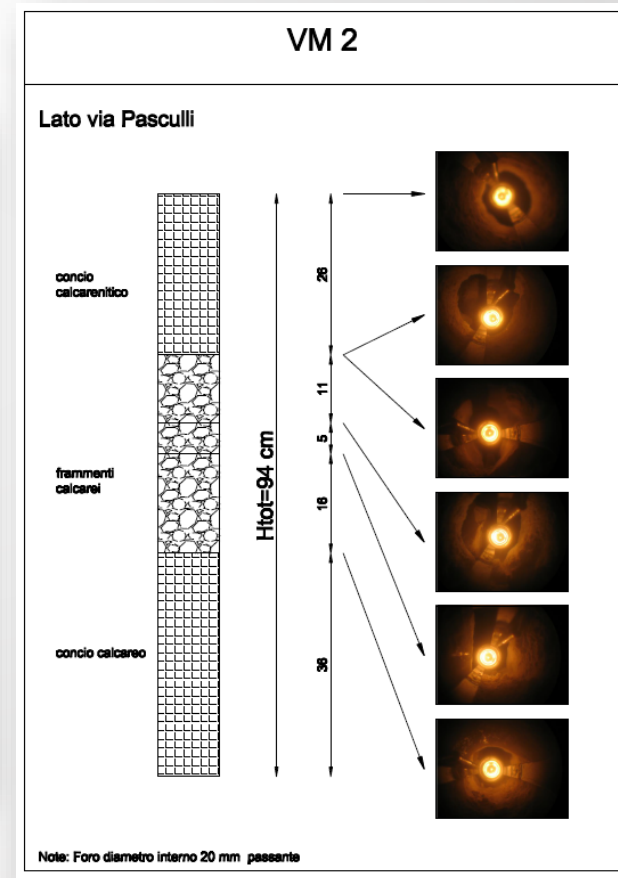 VM 2
Lato via Pasculli
concio
calcarenitico
frammenti
calcarei
concio calcareo
Htot=94 cm
26
11
5
16
36
Note: Foro diametro interno 20 mm passante